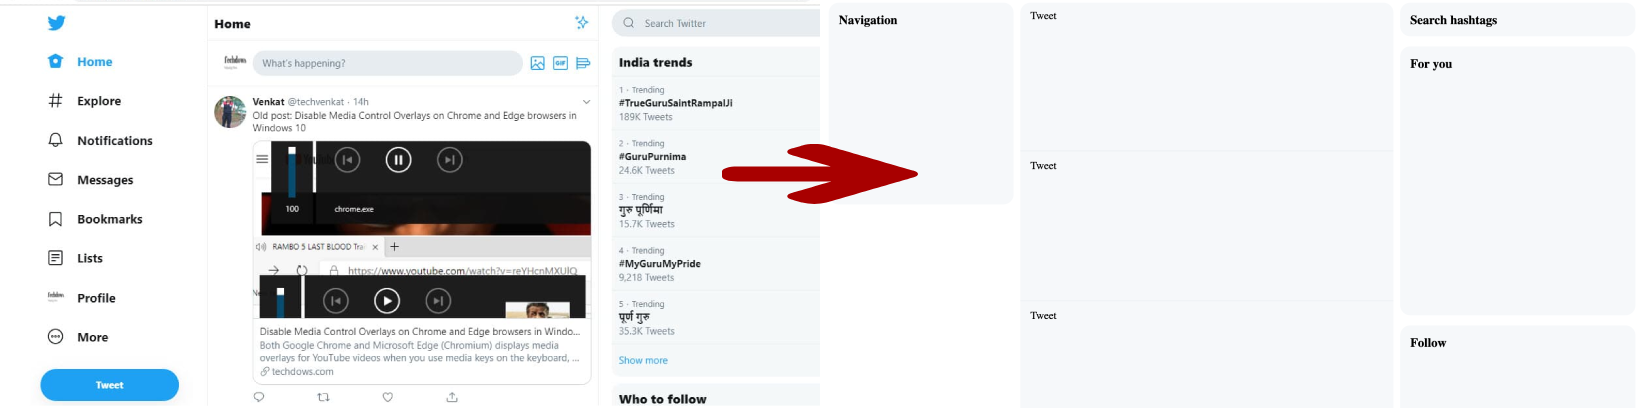 Home
Explore
Notifications
Messages
Bookmarks
Lists
Profile
More
Tweet
Home
What's happening?
GIF
Venkat @techvenkat · 14h
Old post: Disable Media Control Overlays on Chrome and Edge browsers in
Windows 10
100
chrome.exe
RAMBO 5 LAST BLOOD Tra
https://www.youtube.com/watch?v=reYHcnMXUIQ
Disable Media Control Overlays on Chrome and Edge browsers in Windo...
Both Google Chrome and Microsoft Edge (Chromium) displays media
overlays for YouTube videos when you use media keys on the keyboard, ...
techdows.com
Search Twitter
India trends
1 · Trending
#TrueGuruSaintRampalJi
189K Tweets
2 · Trending
#GuruPurnima
24.6K Tweets
3 · Trending
गुरु पूर्णिमा
15.7K Tweets
4 · Trending
#MyGuruMyPride
9,218 Tweets
5 · Trending
पूर्ण गुरु
35.3K Tweets
Show more
Who to follow
Navigation
Tweet
Tweet
Tweet
Search hashtags
For you
Follow